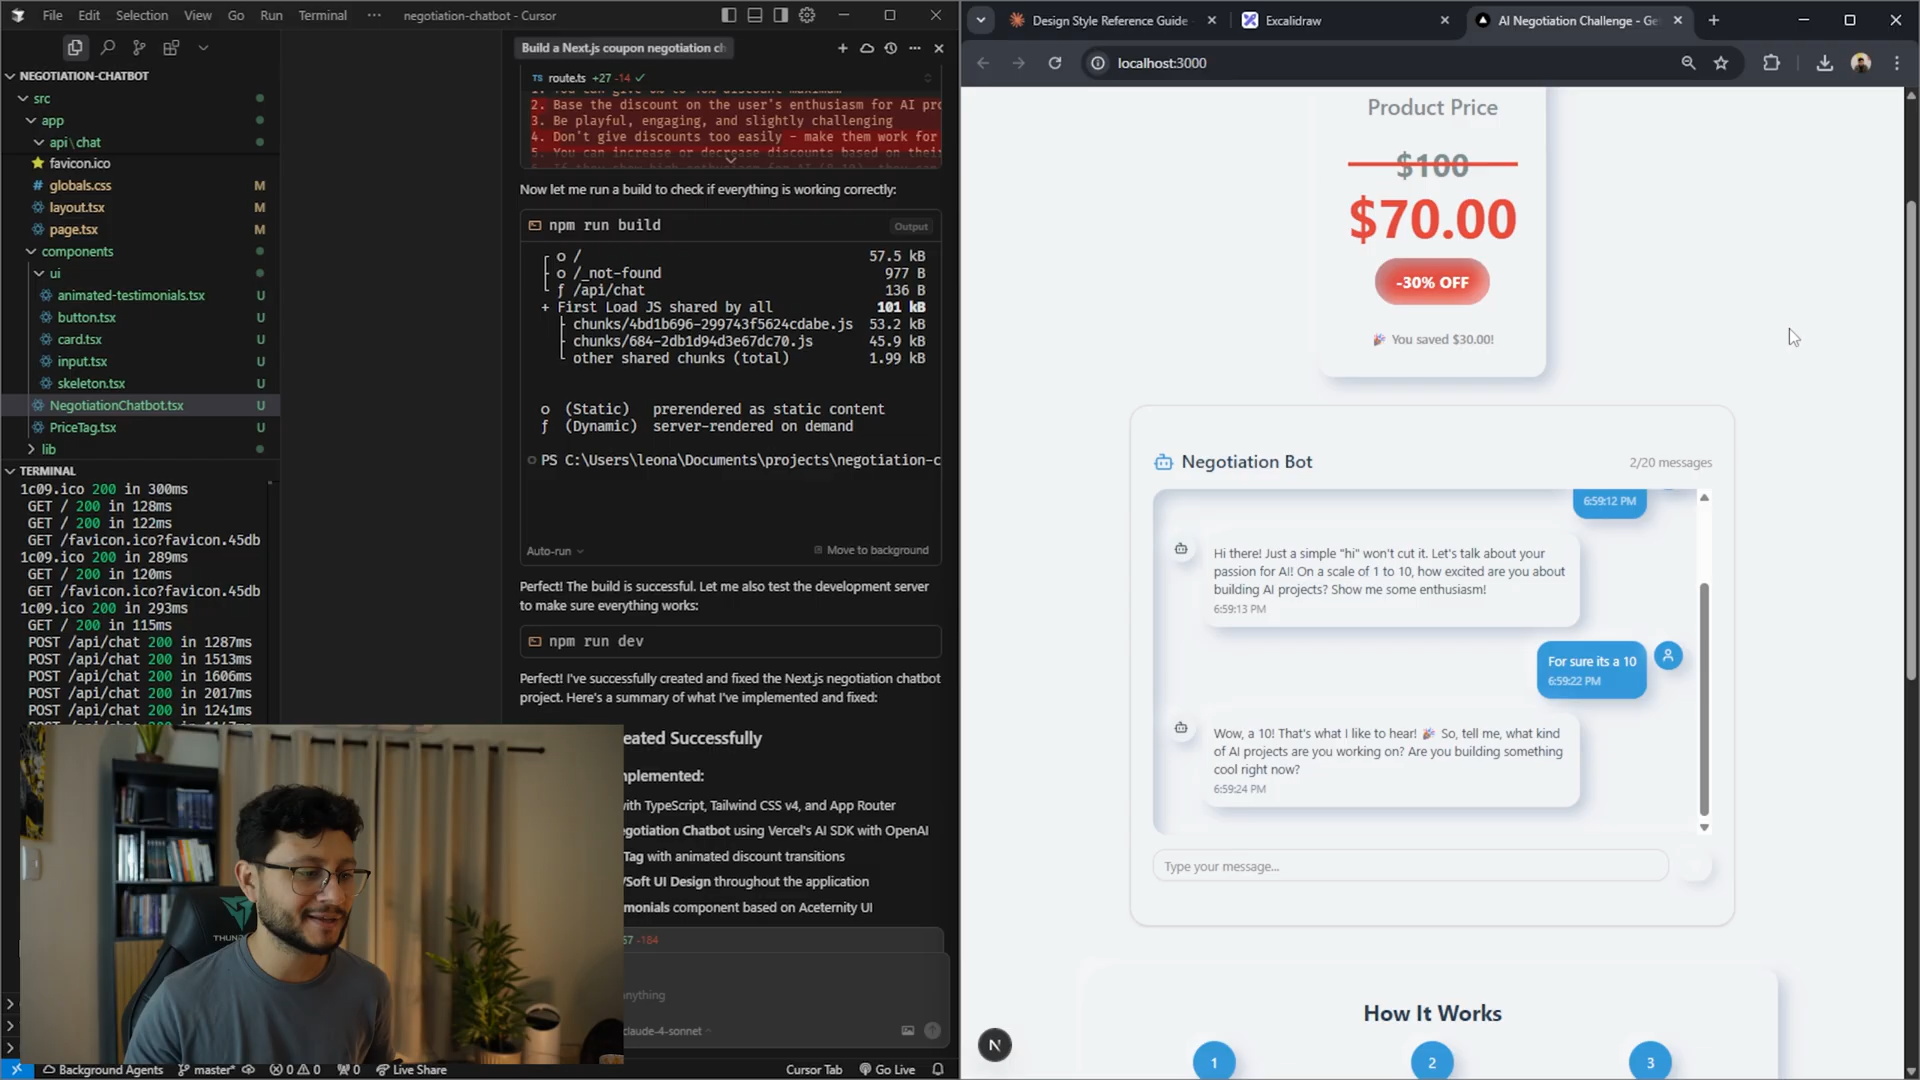 File Edit Selection View Go Run Terminal ··· negotiation-chatbot - Cursor
NEGOTIATION-CHATBOT
src
app
api\chat
favicon.ico
globals.css M
layout.tsx M
page.tsx M
components
ui
animated-testimonials.tsx U
button.tsx U
card.tsx U
input.tsx U
skeleton.tsx U
NegotiationChatbot.tsx U
PriceTag.tsx U
lib
TERMINAL
1c09.ico 200 in 300ms
GET / 200 in 128ms
GET / 200 in 122ms
GET /favicon.ico?favicon.45db
1c09.ico 200 in 289ms
GET / 200 in 120ms
GET /favicon.ico?favicon.45db
1c09.ico 200 in 293ms
GET / 200 in 115ms
POST /api/chat 200 in 1287ms
POST /api/chat 200 in 1513ms
POST /api/chat 200 in 1606ms
POST /api/chat 200 in 2017ms
POST /api/chat 200 in 1241ms
Build a Next.js coupon negotiation ch
TS route.ts +27 -14
2. Base the discount on the user's enthusiasm for AI pro
3. Be playful, engaging, and slightly challenging
4. Don't give discounts too easily - make them work for
5. You can increase or decrease discounts based on their
Now let me run a build to check if everything is working correctly:
npm run build Output
o / 57.5 kB
o /_not-found 977 B
ƒ /api/chat 136 B
+ First Load JS shared by all 101 kB
chunks/4bd1b696-299743f5624cdabe.js 53.2 kB
chunks/684-2db1d94d3e67dc70.js 45.9 kB
other shared chunks (total) 1.99 kB
o (Static) prerendered as static content
ƒ (Dynamic) server-rendered on demand
PS C:\Users\leona\Documents\projects\negotiation-c
Auto-run Move to background
Perfect! The build is successful. Let me also test the development server
to make sure everything works:
npm run dev
Perfect! I've successfully created and fixed the Next.js negotiation chatbot
project. Here's a summary of what I've implemented and fixed:
eated Successfully
mplemented:
with TypeScript, Tailwind CSS v4, and App Router
egotiation Chatbot using Vercel's AI SDK with OpenAI
Tag with animated discount transitions
/Soft UI Design throughout the application
monials component based on Aceternity UI
57 -184
anything
claude-4-sonnet
THUND
Background Agents master* 0 0 0 Live Share Cursor Tab Go Live
Design Style Reference Guide
Excalidraw
AI Negotiation Challenge - Ge
localhost:3000
Product Price
$100
$70.00
-30% OFF
🎉 You saved $30.00!
Negotiation Bot 2/20 messages
6:59:12 PM
Hi there! Just a simple "hi" won't cut it. Let's talk about your
passion for AI! On a scale of 1 to 10, how excited are you about
building AI projects? Show me some enthusiasm!
6:59:13 PM
For sure its a 10
6:59:22 PM
Wow, a 10! That's what I like to hear! 🎉 So, tell me, what kind
of AI projects are you working on? Are you building something
cool right now?
6:59:24 PM
Type your message...
How It Works
1 2 3
N